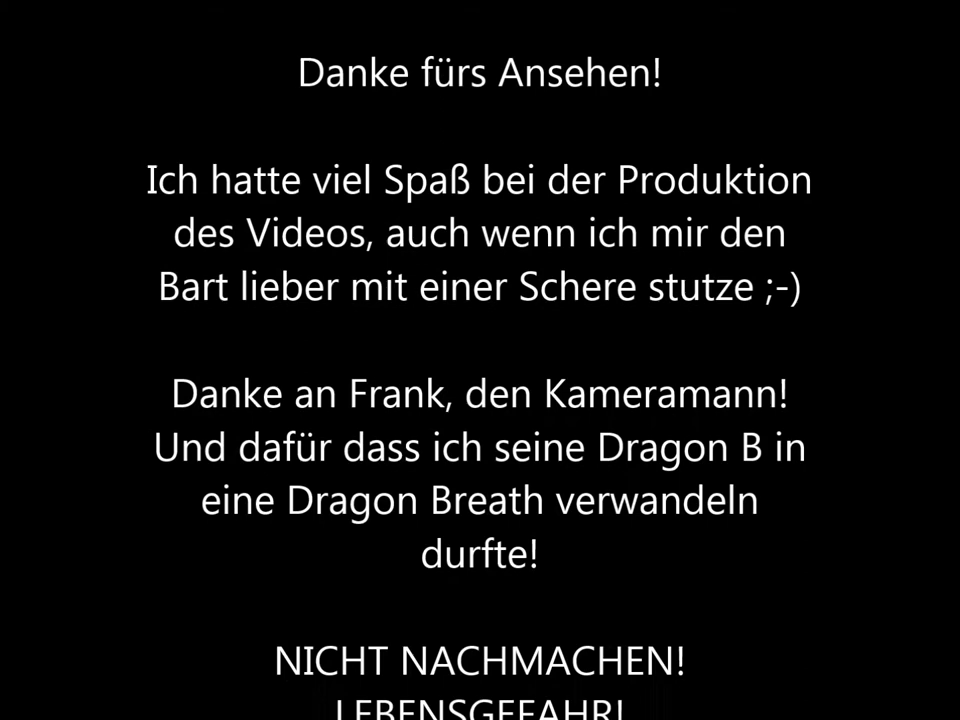 Danke fürs Ansehen!
Ich hatte viel Spaß bei der Produktion
des Videos, auch wenn ich mir den
Bart lieber mit einer Schere stutze ;-)
Danke an Frank, den Kameramann!
Und dafür dass ich seine Dragon B in
eine Dragon Breath verwandeln
durfte!
NICHT NACHMACHEN!
LEBENSGEFAHR!